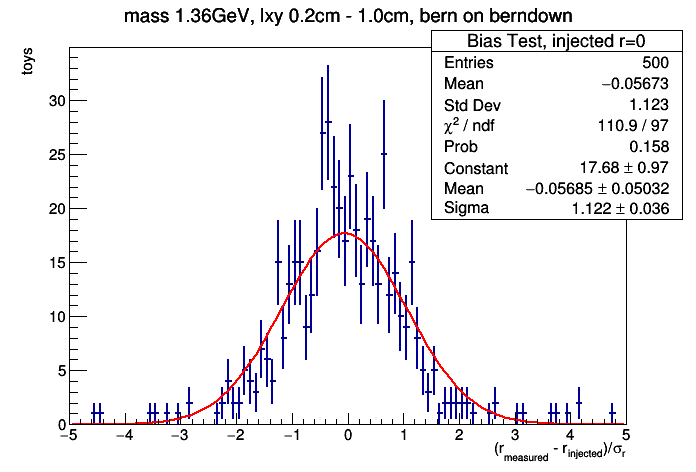 mass 1.36GeV, lxy 0.2cm - 1.0cm, bern on berndown
Bias Test, injected r=0
Entries 500
Mean −0.05673
Std Dev 1.123
χ² / ndf 110.9 / 97
Prob 0.158
Constant 17.68 ± 0.97
Mean −0.05685 ± 0.05032
Sigma 1.122 ± 0.036
toys
30
25
20
15
10
5
0
−5 −4 −3 −2 −1 0 1 2 3 4 5
(r_measured - r_injected)/σ_r